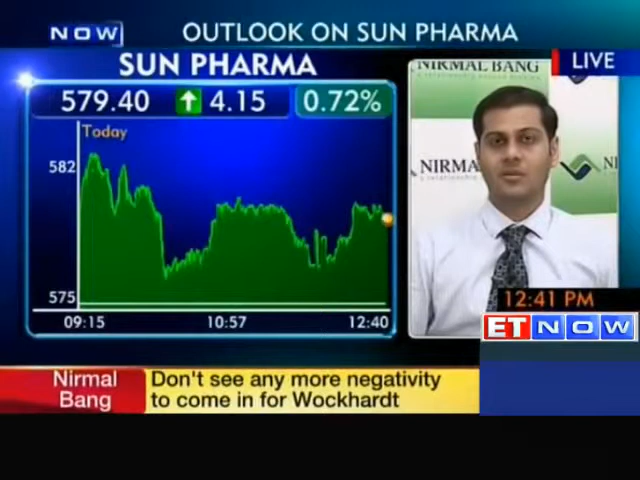 NOW
OUTLOOK ON SUN PHARMA
SUN PHARMA
579.40 4.15 0.72%
Today
582
575
09:15 10:57 12:40
NIRMAL BANG
LIVE
NIRMA
NI
12:41 PM
ET NOW
Nirmal Bang
Don't see any more negativity
to come in for Wockhardt